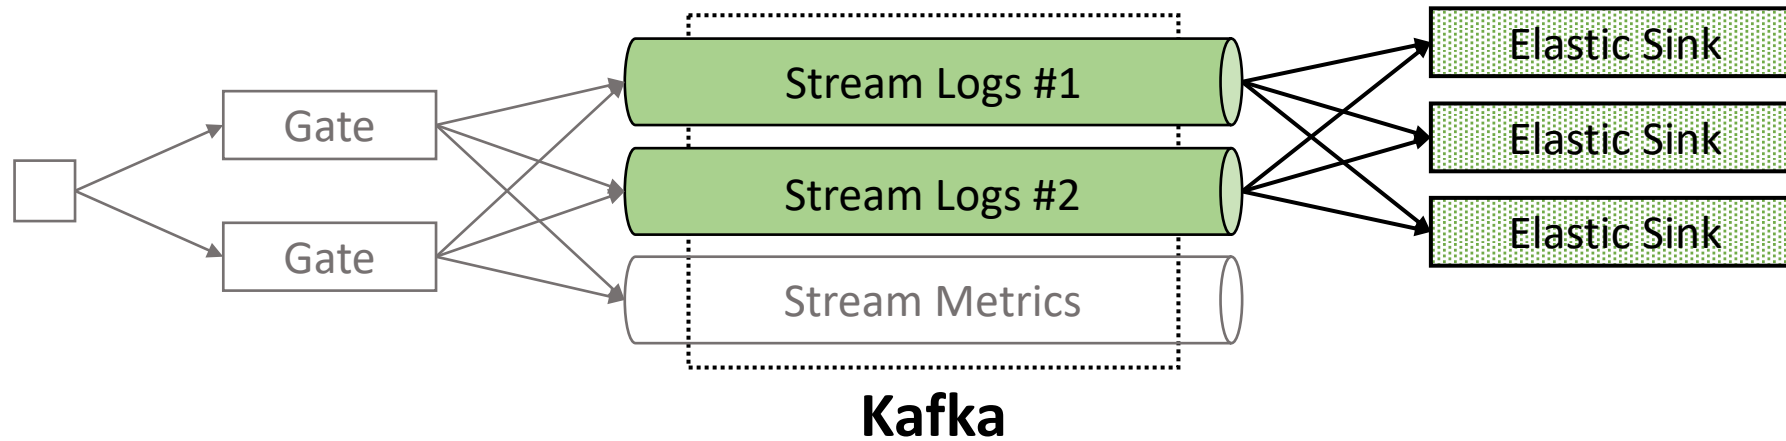 Gate
Gate
Stream Logs #1
Stream Logs #2
Stream Metrics
Kafka
Elastic Sink
Elastic Sink
Elastic Sink